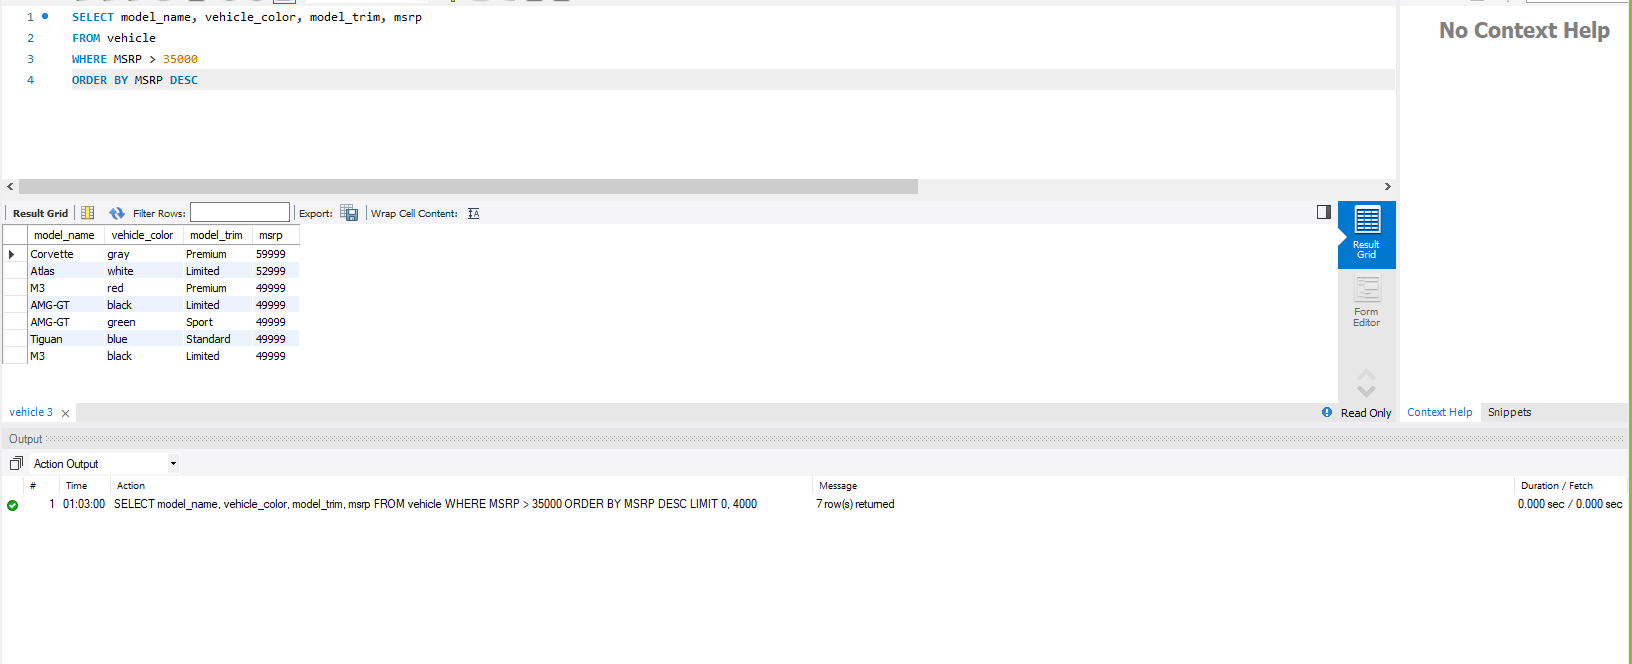 1 SELECT model_name, vehicle_color, model_trim, msrp
2 FROM vehicle
3 WHERE MSRP > 35000
4 ORDER BY MSRP DESC
No Context Help
Result Grid Filter Rows: Export: Wrap Cell Content:
model_name vehicle_color model_trim msrp
Corvette gray Premium 59999
Atlas white Limited 52999
M3 red Premium 49999
AMG-GT black Limited 49999
AMG-GT green Sport 49999
Tiguan blue Standard 49999
M3 black Limited 49999
Result
Grid
Form
Editor
vehicle 3 Read Only Context Help Snippets
Output
Action Output
# Time Action Message Duration / Fetch
1 01:03:00 SELECT model_name, vehicle_color, model_trim, msrp FROM vehicle WHERE MSRP > 35000 ORDER BY MSRP DESC LIMIT 0, 4000 7 row(s) returned 0.000 sec / 0.000 sec